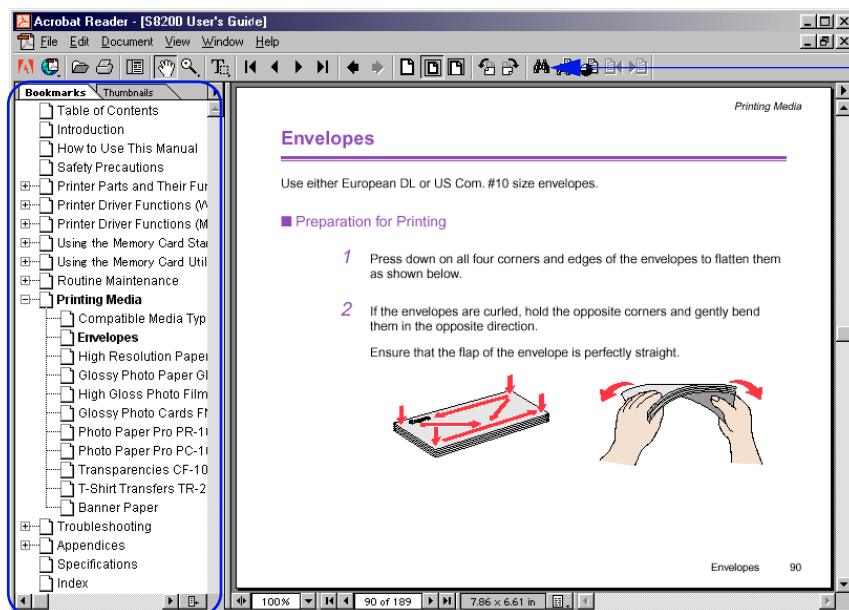 Acrobat Reader - [S820D User's Guide]
File Edit Document View Window Help
Bookmarks Thumbnails
Table of Contents
Introduction
How to Use This Manual
Safety Precautions
Printer Parts and Their Fur
Printer Driver Functions (W
Printer Driver Functions (M
Using the Memory Card Sta
Using the Memory Card Util
Routine Maintenance
Printing Media
Compatible Media Typ
Envelopes
High Resolution Paper
Glossy Photo Paper GI
High Gloss Photo Film
Glossy Photo Cards FI
Photo Paper Pro PR-10
Photo Paper Pro PC-10
Transparencies CF-10
T-Shirt Transfers TR-2
Banner Paper
Troubleshooting
Appendices
Specifications
Index
Printing Media
Envelopes
Use either European DL or US Com. #10 size envelopes.
Preparation for Printing
1 Press down on all four corners and edges of the envelopes to flatten them
as shown below.
2 If the envelopes are curled, hold the opposite corners and gently bend
them in the opposite direction.
Ensure that the flap of the envelope is perfectly straight.
Envelopes 90
100% 90 of 189 7.86 x 6.61 in